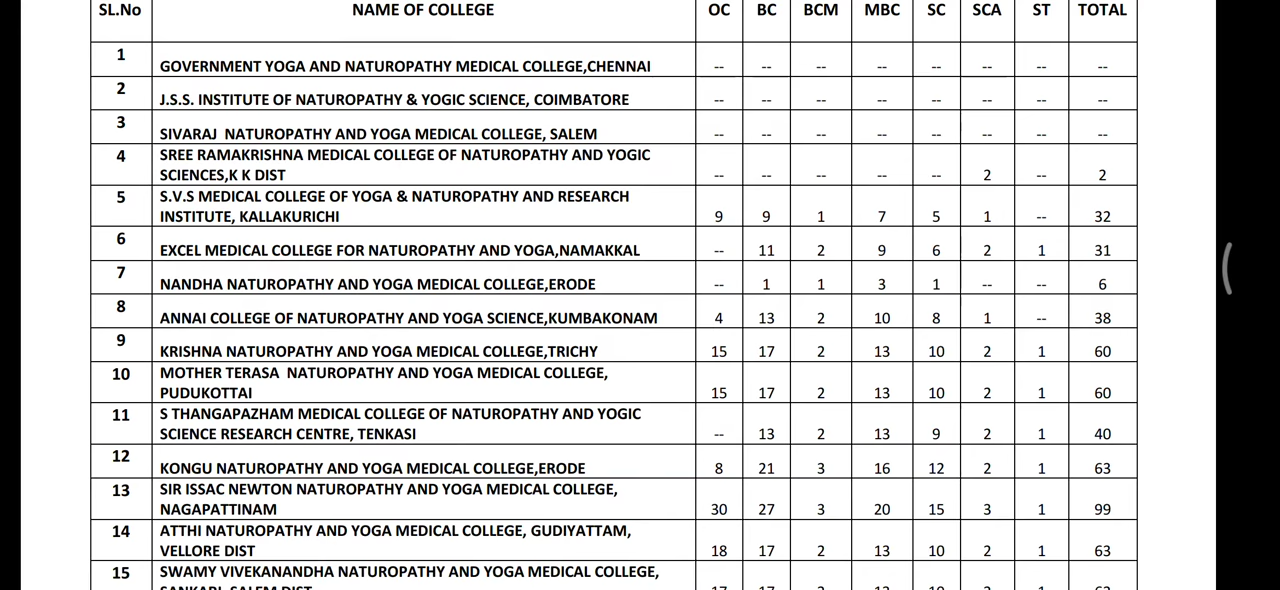 SL.No NAME OF COLLEGE OC BC BCM MBC SC SCA ST TOTAL
1 GOVERNMENT YOGA AND NATUROPATHY MEDICAL COLLEGE,CHENNAI -- -- -- -- -- -- -- --
2 J.S.S. INSTITUTE OF NATUROPATHY & YOGIC SCIENCE, COIMBATORE -- -- -- -- -- -- -- --
3 SIVARAJ NATUROPATHY AND YOGA MEDICAL COLLEGE, SALEM -- -- -- -- -- -- -- --
4 SREE RAMAKRISHNA MEDICAL COLLEGE OF NATUROPATHY AND YOGIC
SCIENCES,K K DIST -- -- -- -- -- 2 -- 2
5 S.V.S MEDICAL COLLEGE OF YOGA & NATUROPATHY AND RESEARCH
INSTITUTE, KALLAKURICHI 9 9 1 7 5 1 -- 32
6 EXCEL MEDICAL COLLEGE FOR NATUROPATHY AND YOGA,NAMAKKAL -- 11 2 9 6 2 1 31
7 NANDHA NATUROPATHY AND YOGA MEDICAL COLLEGE,ERODE -- 1 1 3 1 -- -- 6
8 ANNAI COLLEGE OF NATUROPATHY AND YOGA SCIENCE,KUMBAKONAM 4 13 2 10 8 1 -- 38
9 KRISHNA NATUROPATHY AND YOGA MEDICAL COLLEGE,TRICHY 15 17 2 13 10 2 1 60
10 MOTHER TERASA NATUROPATHY AND YOGA MEDICAL COLLEGE,
PUDUKOTTAI 15 17 2 13 10 2 1 60
11 S THANGAPAZHAM MEDICAL COLLEGE OF NATUROPATHY AND YOGIC
SCIENCE RESEARCH CENTRE, TENKASI -- 13 2 13 9 2 1 40
12 KONGU NATUROPATHY AND YOGA MEDICAL COLLEGE,ERODE 8 21 3 16 12 2 1 63
13 SIR ISSAC NEWTON NATUROPATHY AND YOGA MEDICAL COLLEGE,
NAGAPATTINAM 30 27 3 20 15 3 1 99
14 ATTHI NATUROPATHY AND YOGA MEDICAL COLLEGE, GUDIYATTAM,
VELLORE DIST 18 17 2 13 10 2 1 63
15 SWAMY VIVEKANANDHA NATUROPATHY AND YOGA MEDICAL COLLEGE,